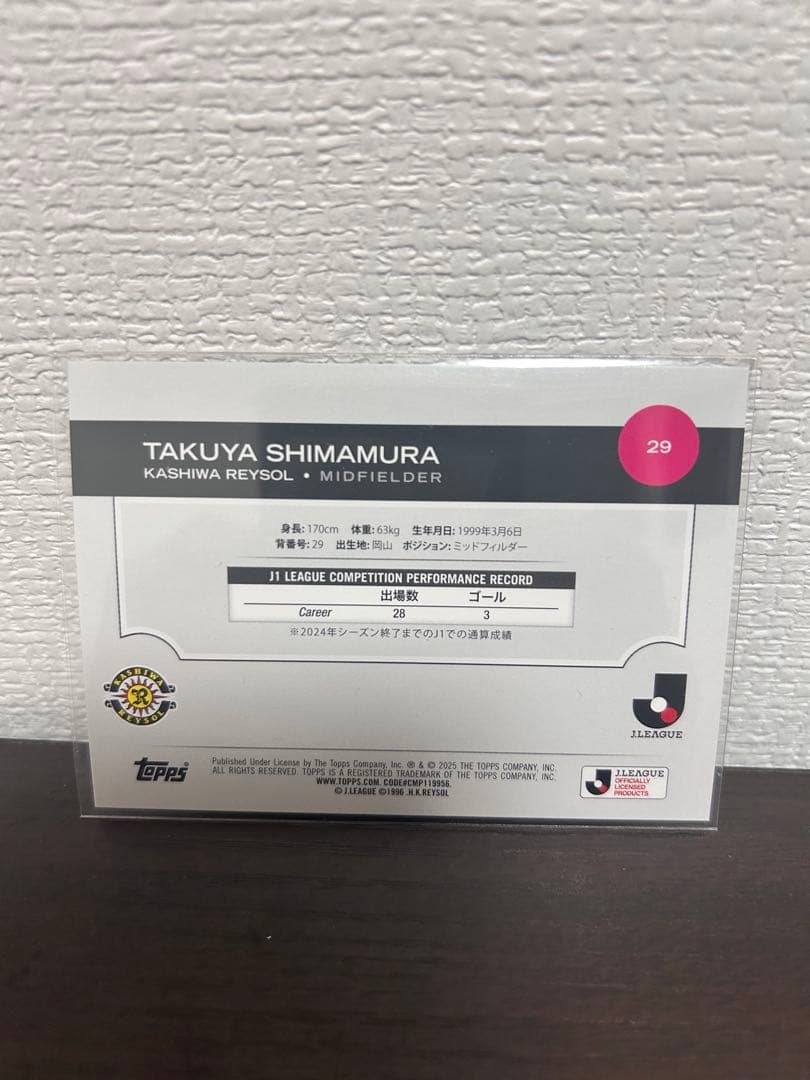 TAKUYA SHIMAMURA
29
KASHIWA REYSOL • MIDFIELDER
身長: 170cm 体重: 63kg 生年月日: 1999年3月6日
背番号: 29 出生地: 岡山 ポジション: ミッドフィルダー
J1 LEAGUE COMPETITION PERFORMANCE RECORD
出場数 ゴール
Career 28 3
※2024年シーズン終了までのJ1での通算成績
KASHIWA
R
REYSOL
J.LEAGUE
topps
Published Under License by The Topps Company, Inc. ® & © 2025 THE TOPPS COMPANY, INC.
ALL RIGHTS RESERVED. TOPPS IS A REGISTERED TRADEMARK OF THE TOPPS COMPANY, INC.
WWW.TOPPS.COM. CODE#CMP119956.
© J.LEAGUE ©1996 .H.K.REYSOL
J.LEAGUE
OFFICIALLY
LICENSED
PRODUCTS